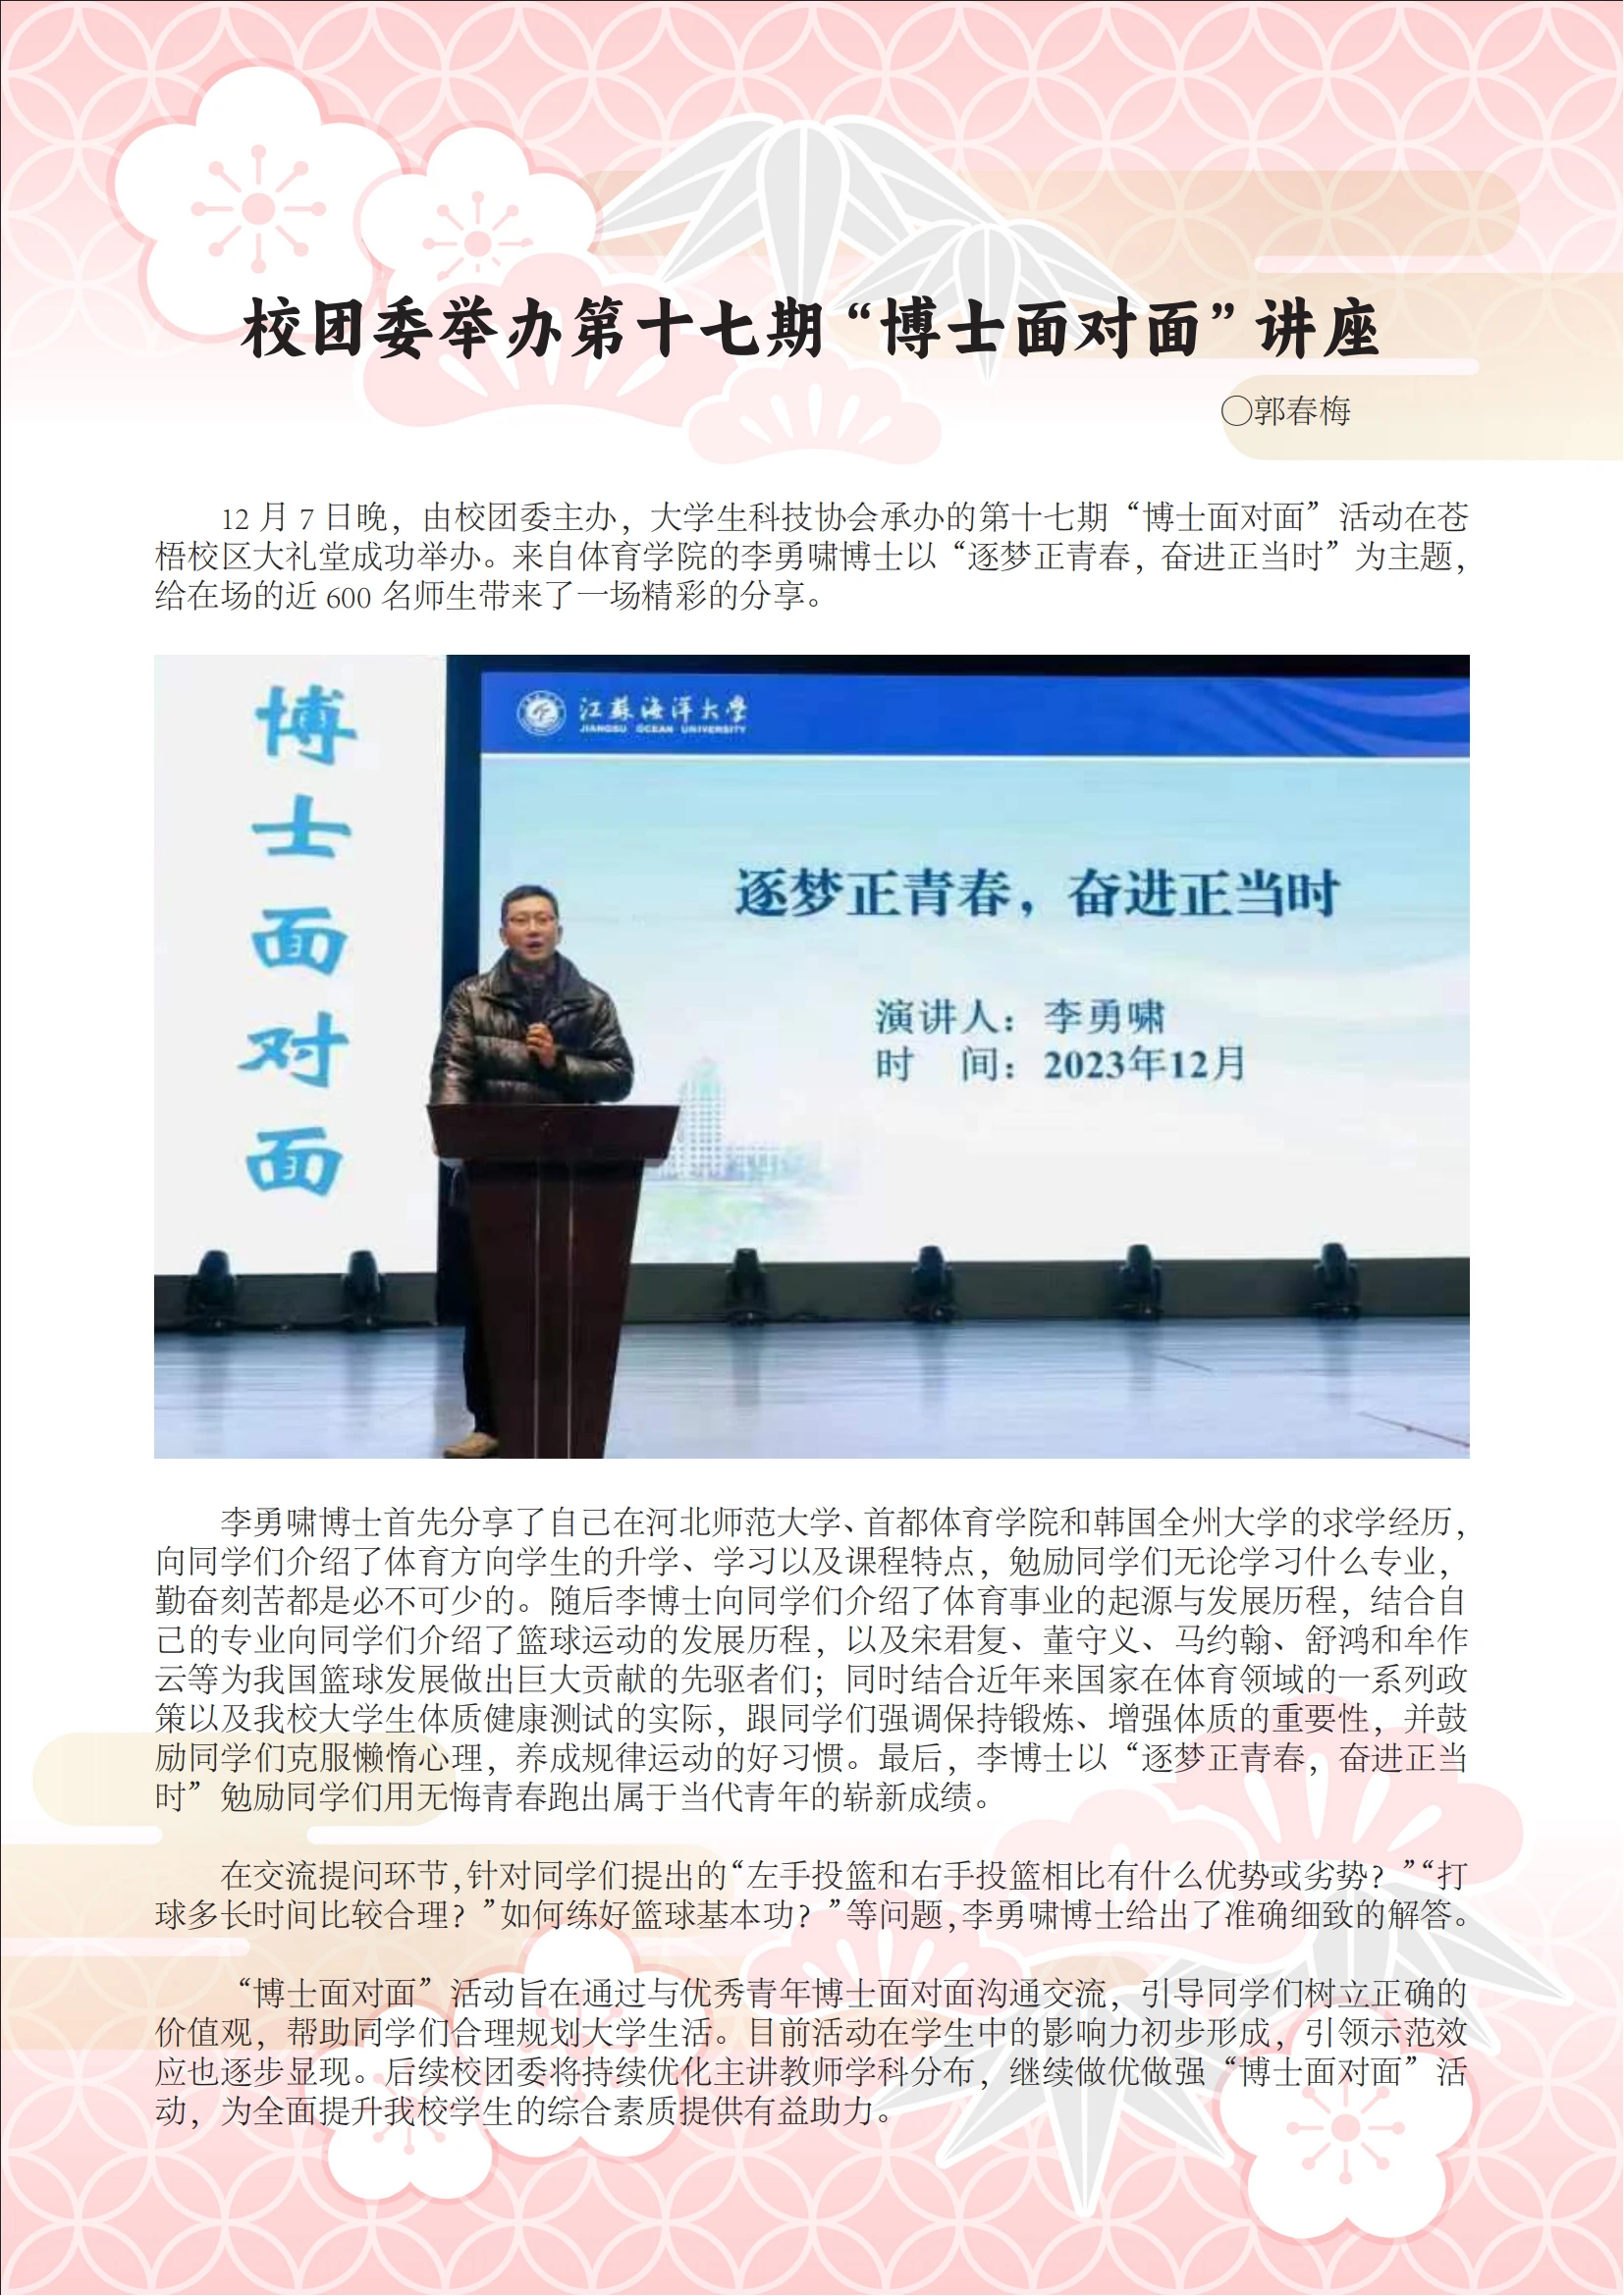 校团委举办第十七期“博士面对面”讲座
〇郭春梅
12 月 7 日晚，由校团委主办，大学生科技协会承办的第十七期“博士面对面”活动在苍
梧校区大礼堂成功举办。来自体育学院的李勇啸博士以“逐梦正青春，奋进正当时”为主题，
给在场的近 600 名师生带来了一场精彩的分享。
博
士
面
对
面
江苏海洋大学
JIANGSU OCEAN UNIVERSITY
逐梦正青春，奋进正当时
演讲人：李勇啸
时　间：2023年12月
李勇啸博士首先分享了自己在河北师范大学、首都体育学院和韩国全州大学的求学经历，
向同学们介绍了体育方向学生的升学、学习以及课程特点，勉励同学们无论学习什么专业，
勤奋刻苦都是必不可少的。随后李博士向同学们介绍了体育事业的起源与发展历程，结合自
己的专业向同学们介绍了篮球运动的发展历程，以及宋君复、董守义、马约翰、舒鸿和牟作
云等为我国篮球发展做出巨大贡献的先驱者们；同时结合近年来国家在体育领域的一系列政
策以及我校大学生体质健康测试的实际，跟同学们强调保持锻炼、增强体质的重要性，并鼓
励同学们克服懒惰心理，养成规律运动的好习惯。最后，李博士以“逐梦正青春，奋进正当
时”勉励同学们用无悔青春跑出属于当代青年的崭新成绩。
在交流提问环节，针对同学们提出的“左手投篮和右手投篮相比有什么优势或劣势？”“打
球多长时间比较合理？”如何练好篮球基本功？”等问题，李勇啸博士给出了准确细致的解答。
“博士面对面”活动旨在通过与优秀青年博士面对面沟通交流，引导同学们树立正确的
价值观，帮助同学们合理规划大学生活。目前活动在学生中的影响力初步形成，引领示范效
应也逐步显现。后续校团委将持续优化主讲教师学科分布，继续做优做强“博士面对面”活
动，为全面提升我校学生的综合素质提供有益助力。